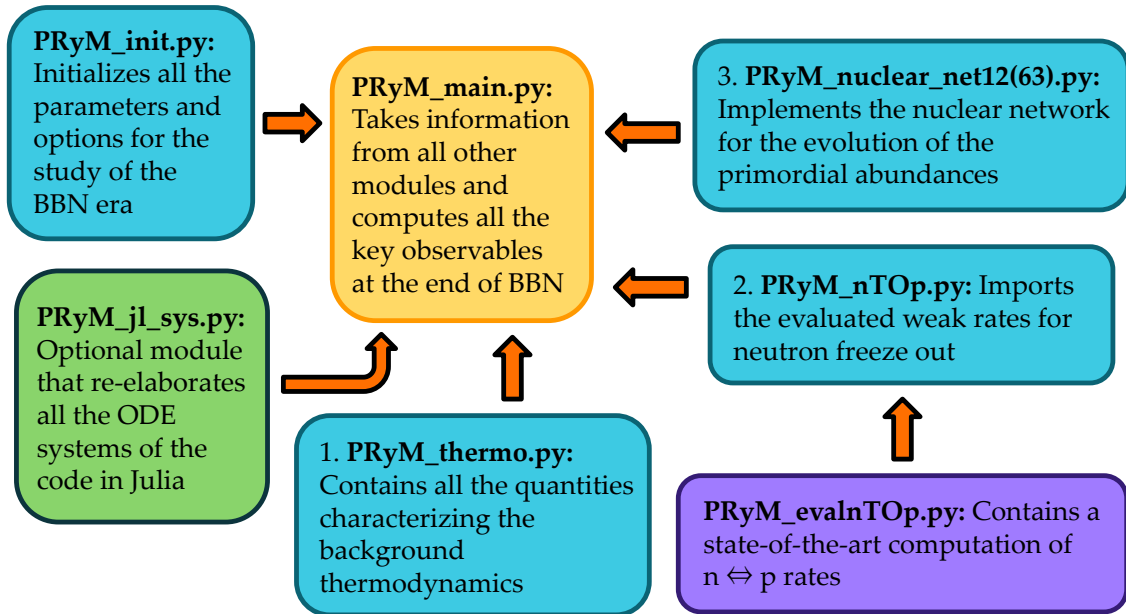 PRyM_init.py:
Initializes all the
parameters and
options for the
study of the
BBN era
PRyM_main.py:
Takes information
from all other
modules and
computes all the
key observables
at the end of BBN
3. PRyM_nuclear_net12(63).py:
Implements the nuclear network
for the evolution of the
primordial abundances
PRyM_jl_sys.py:
Optional module
that re-elaborates
all the ODE
systems of the
code in Julia
2. PRyM_nTOp.py: Imports
the evaluated weak rates for
neutron freeze out
1. PRyM_thermo.py:
Contains all the quantities
characterizing the
background
thermodynamics
PRyM_evalnTOp.py: Contains a
state-of-the-art computation of
n ⇔ p rates